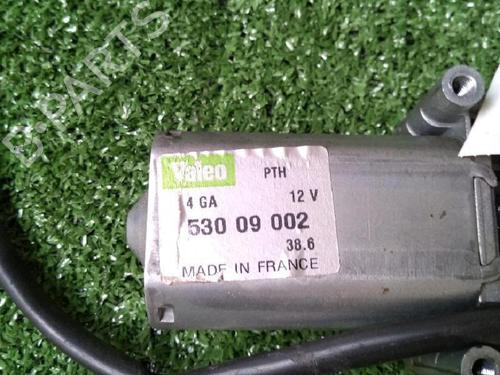 B-PARTS
Valeo
PTH
4 GA 12 V
530 09 002
38.6
MADE IN FRANCE